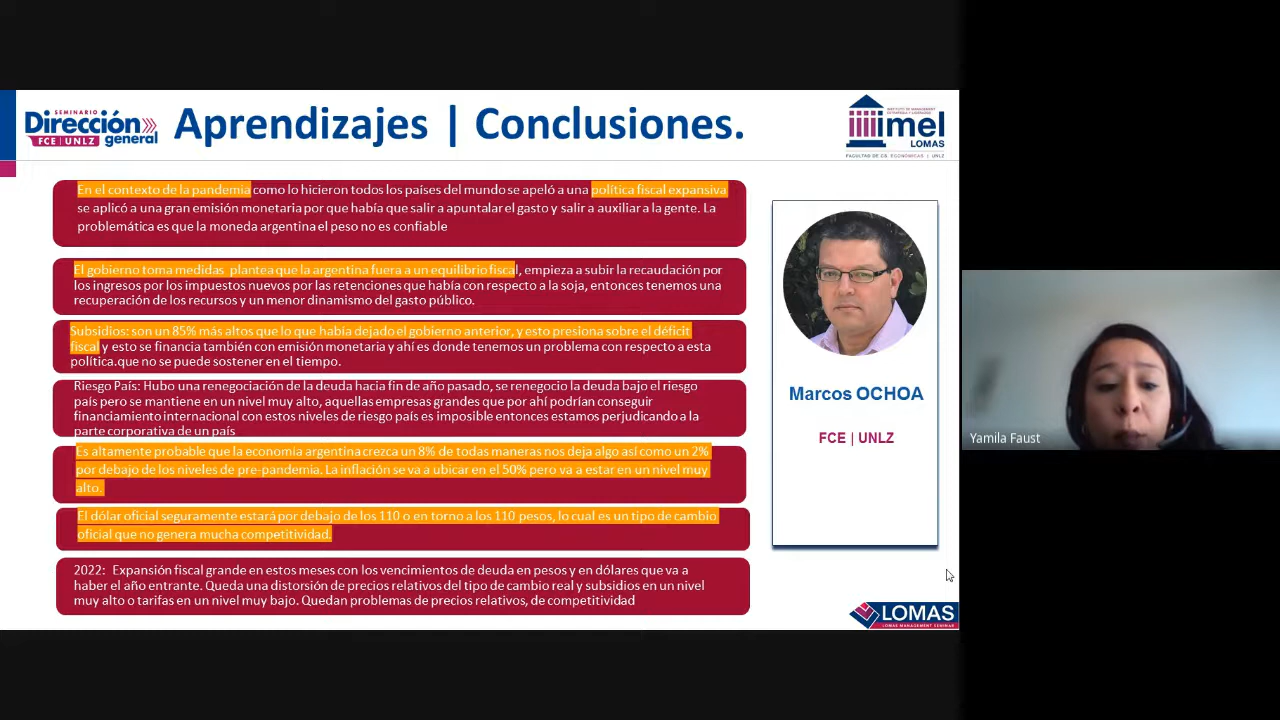 SEMINARIO
Dirección
general
FCE | UNLZ
Aprendizajes | Conclusiones.
INSTITUTO DE MANAGEMENT
ESTRATEGIA Y LIDERAZGO
imel
LOMAS
FACULTAD DE CS. ECONÓMICAS | UNLZ
En el contexto de la pandemia como lo hicieron todos los países del mundo se apeló a una política fiscal expansiva
se aplicó a una gran emisión monetaria por que había que salir a apuntalar el gasto y salir a auxiliar a la gente. La
problemática es que la moneda argentina el peso no es confiable
El gobierno toma medidas plantea que la argentina fuera a un equilibrio fiscal, empieza a subir la recaudación por
los ingresos por los impuestos nuevos por las retenciones que había con respecto a la soja, entonces tenemos una
recuperación de los recursos y un menor dinamismo del gasto público.
Subsidios: son un 85% más altos que lo que había dejado el gobierno anterior, y esto presiona sobre el déficit
fiscal y esto se financia también con emisión monetaria y ahí es donde tenemos un problema con respecto a esta
política.que no se puede sostener en el tiempo.
Riesgo País: Hubo una renegociación de la deuda hacia fin de año pasado, se renegocio la deuda bajo el riesgo
país pero se mantiene en un nivel muy alto, aquellas empresas grandes que por ahí podrían conseguir
financiamiento internacional con estos niveles de riesgo país es imposible entonces estamos perjudicando a la
parte corporativa de un país
Es altamente probable que la economía argentina crezca un 8% de todas maneras nos deja algo así como un 2%
por debajo de los niveles de pre-pandemia. La inflación se va a ubicar en el 50% pero va a estar en un nivel muy
alto.
El dólar oficial seguramente estará por debajo de los 110 o en torno a los 110 pesos, lo cual es un tipo de cambio
oficial que no genera mucha competitividad.
2022: Expansión fiscal grande en estos meses con los vencimientos de deuda en pesos y en dólares que va a
haber el año entrante. Queda una distorsión de precios relativos del tipo de cambio real y subsidios en un nivel
muy alto o tarifas en un nivel muy bajo. Quedan problemas de precios relativos, de competitividad
Marcos OCHOA
FCE | UNLZ
LOMAS
LOMAS MANAGEMENT SEMINAR
Yamila Faust